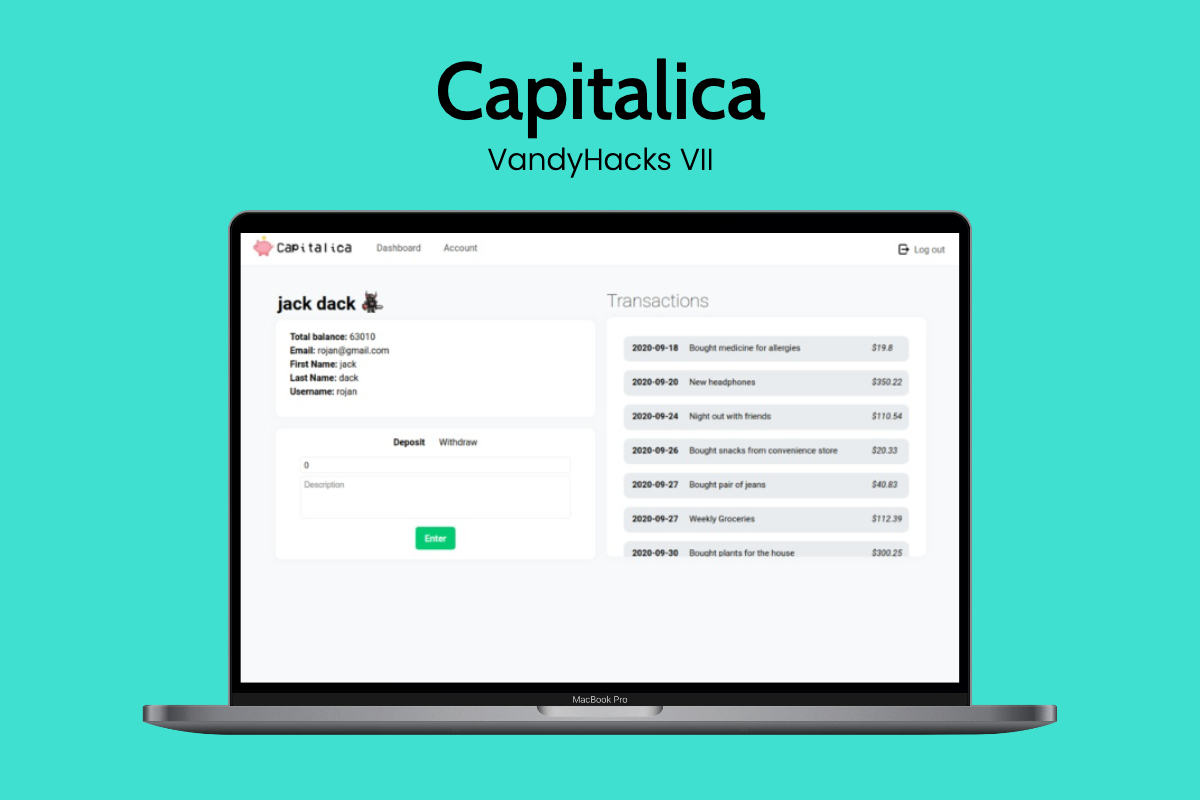 Capitalica
VandyHacks VII
Capitalica Dashboard Account Log out
jack dack
Total balance: 63010
Email: rojan@gmail.com
First Name: jack
Last Name: dack
Username: rojan
Deposit Withdraw
0
Description
Enter
Transactions
2020-09-18 Bought medicine for allergies $19.8
2020-09-20 New headphones $350.22
2020-09-24 Night out with friends $110.54
2020-09-26 Bought snacks from convenience store $20.33
2020-09-27 Bought pair of jeans $40.83
2020-09-27 Weekly Groceries $112.39
2020-09-30 Bought plants for the house $300.25
MacBook Pro